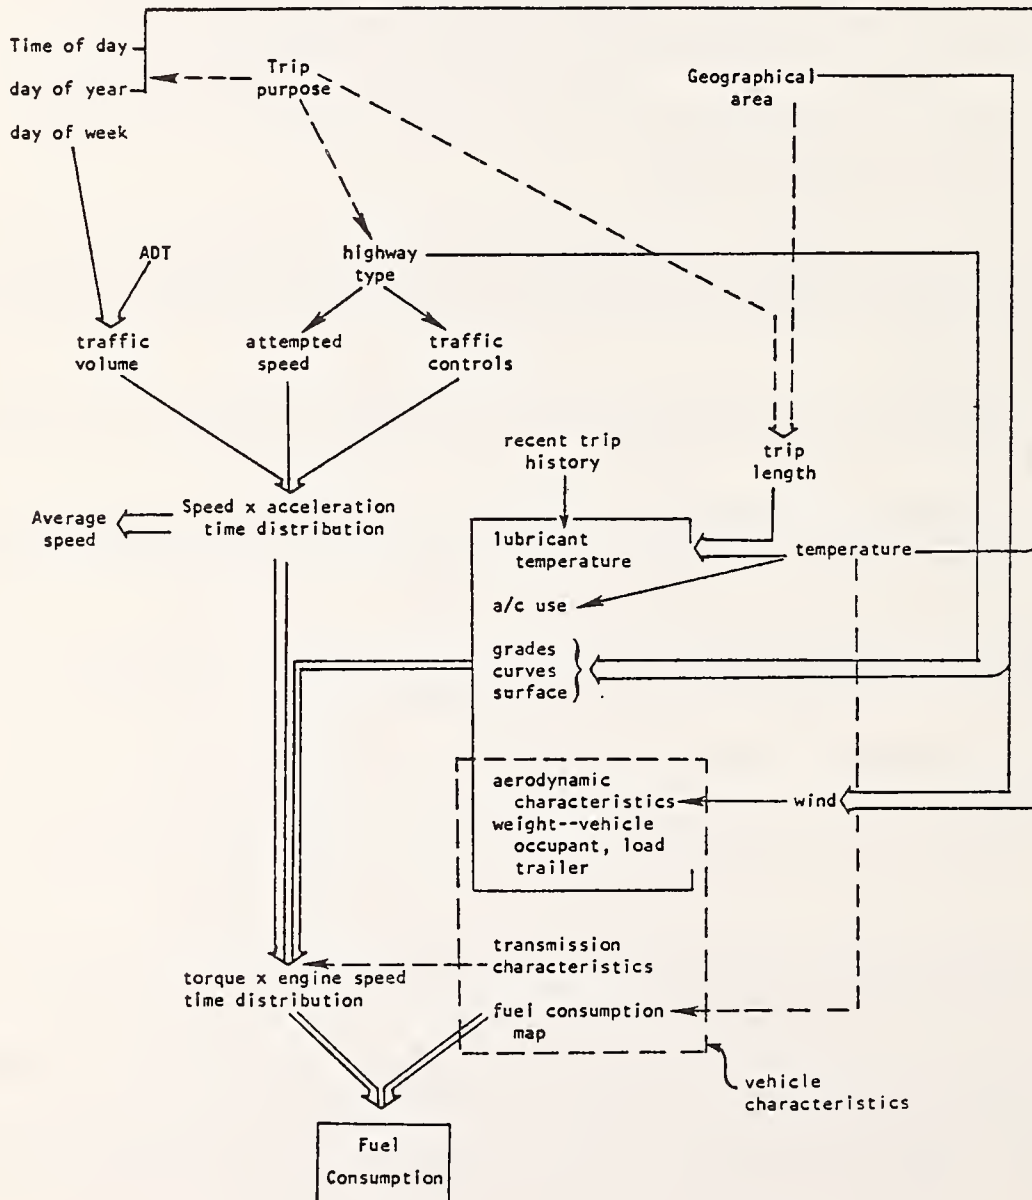 Time of day
day of year
day of week
Trip
purpose
Geographical
area
ADT
highway
type
traffic
volume
attempted
speed
traffic
controls
recent trip
history
trip
length
Average
speed
Speed x acceleration
time distribution
lubricant
temperature
temperature
a/c use
grades
curves
surface
aerodynamic
characteristics
wind
weight--vehicle
occupant, load
trailer
transmission
characteristics
torque x engine speed
time distribution
fuel consumption
map
vehicle
characteristics
Fuel
Consumption